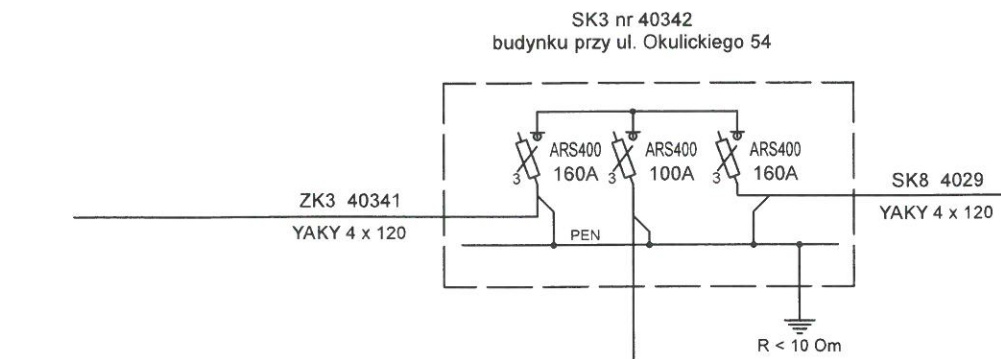 SK3 nr 40342
budynku przy ul. Okulickiego 54
ARS400
160A
3
ARS400
100A
3
ARS400
160A
3
ZK3 40341
YAKY 4 x 120
SK8 4029
YAKY 4 x 120
PEN
R < 10 Om